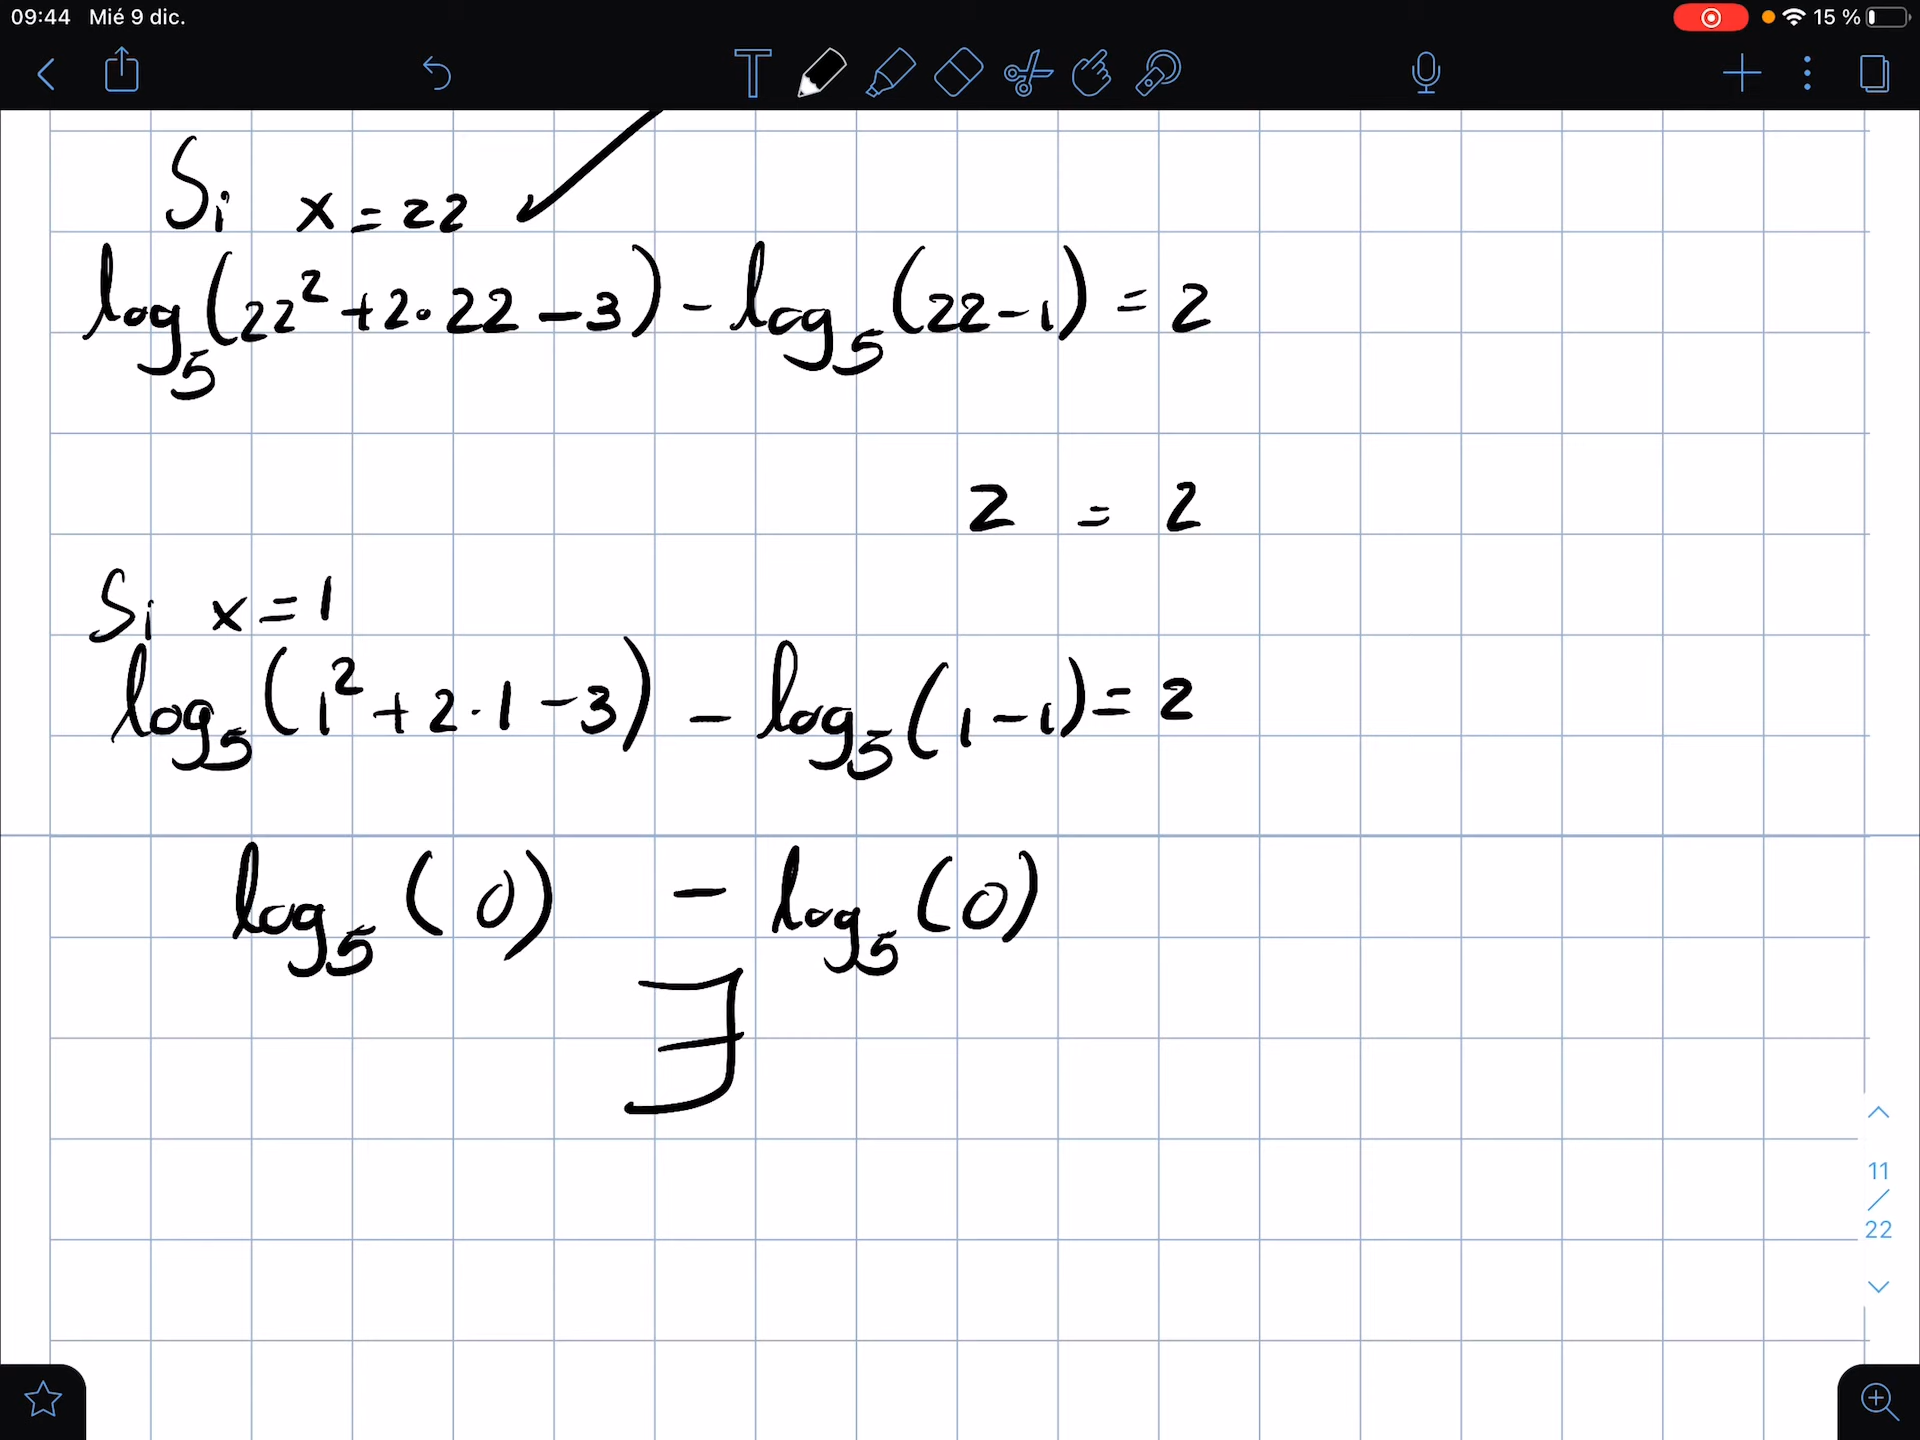 09:44 Mié 9 dic. 15 %
Si x = 22
log₅(22² + 2·22 − 3) − log₅(22−1) = 2
2 = 2
Si x = 1
log₅(1² + 2·1 − 3) − log₅(1−1) = 2
log₅(0) − log₅(0)
∃
11
/
22